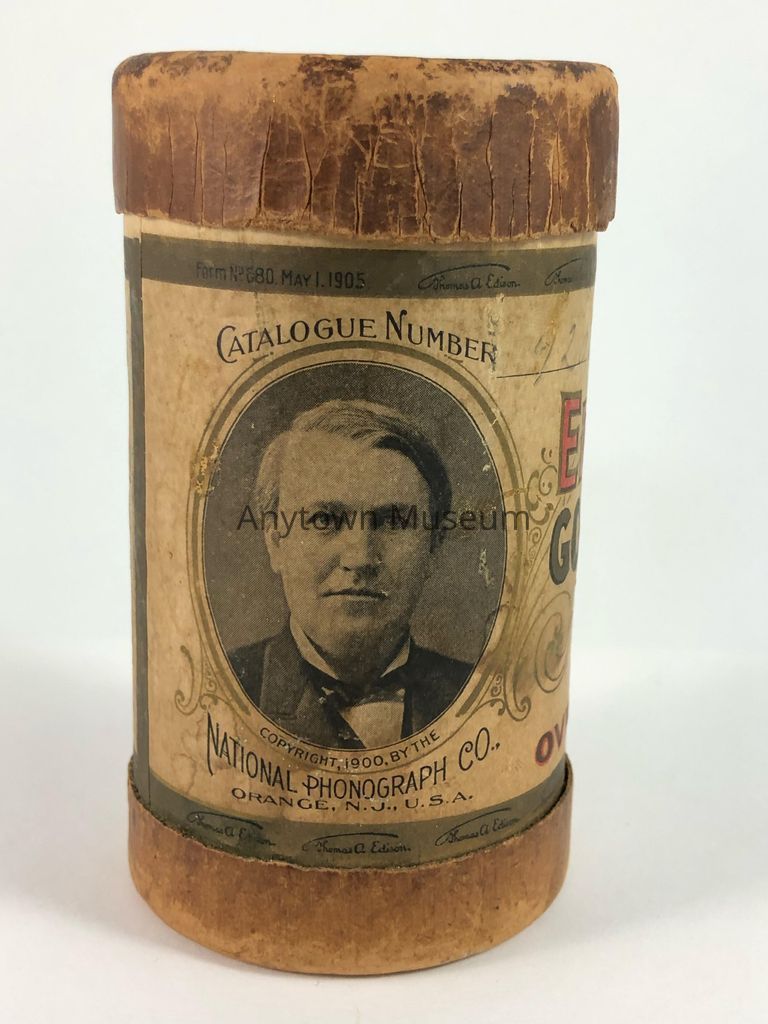 Form No 680. May 1. 1905
Thomas A Edison.
CATALOGUE NUMBER
Anytown Museum
COPYRIGHT, 1900, BY THE
NATIONAL PHONOGRAPH CO.,
ORANGE, N.J., U.S.A.
Thomas A Edison. Thomas A Edison. Thomas A Edison.